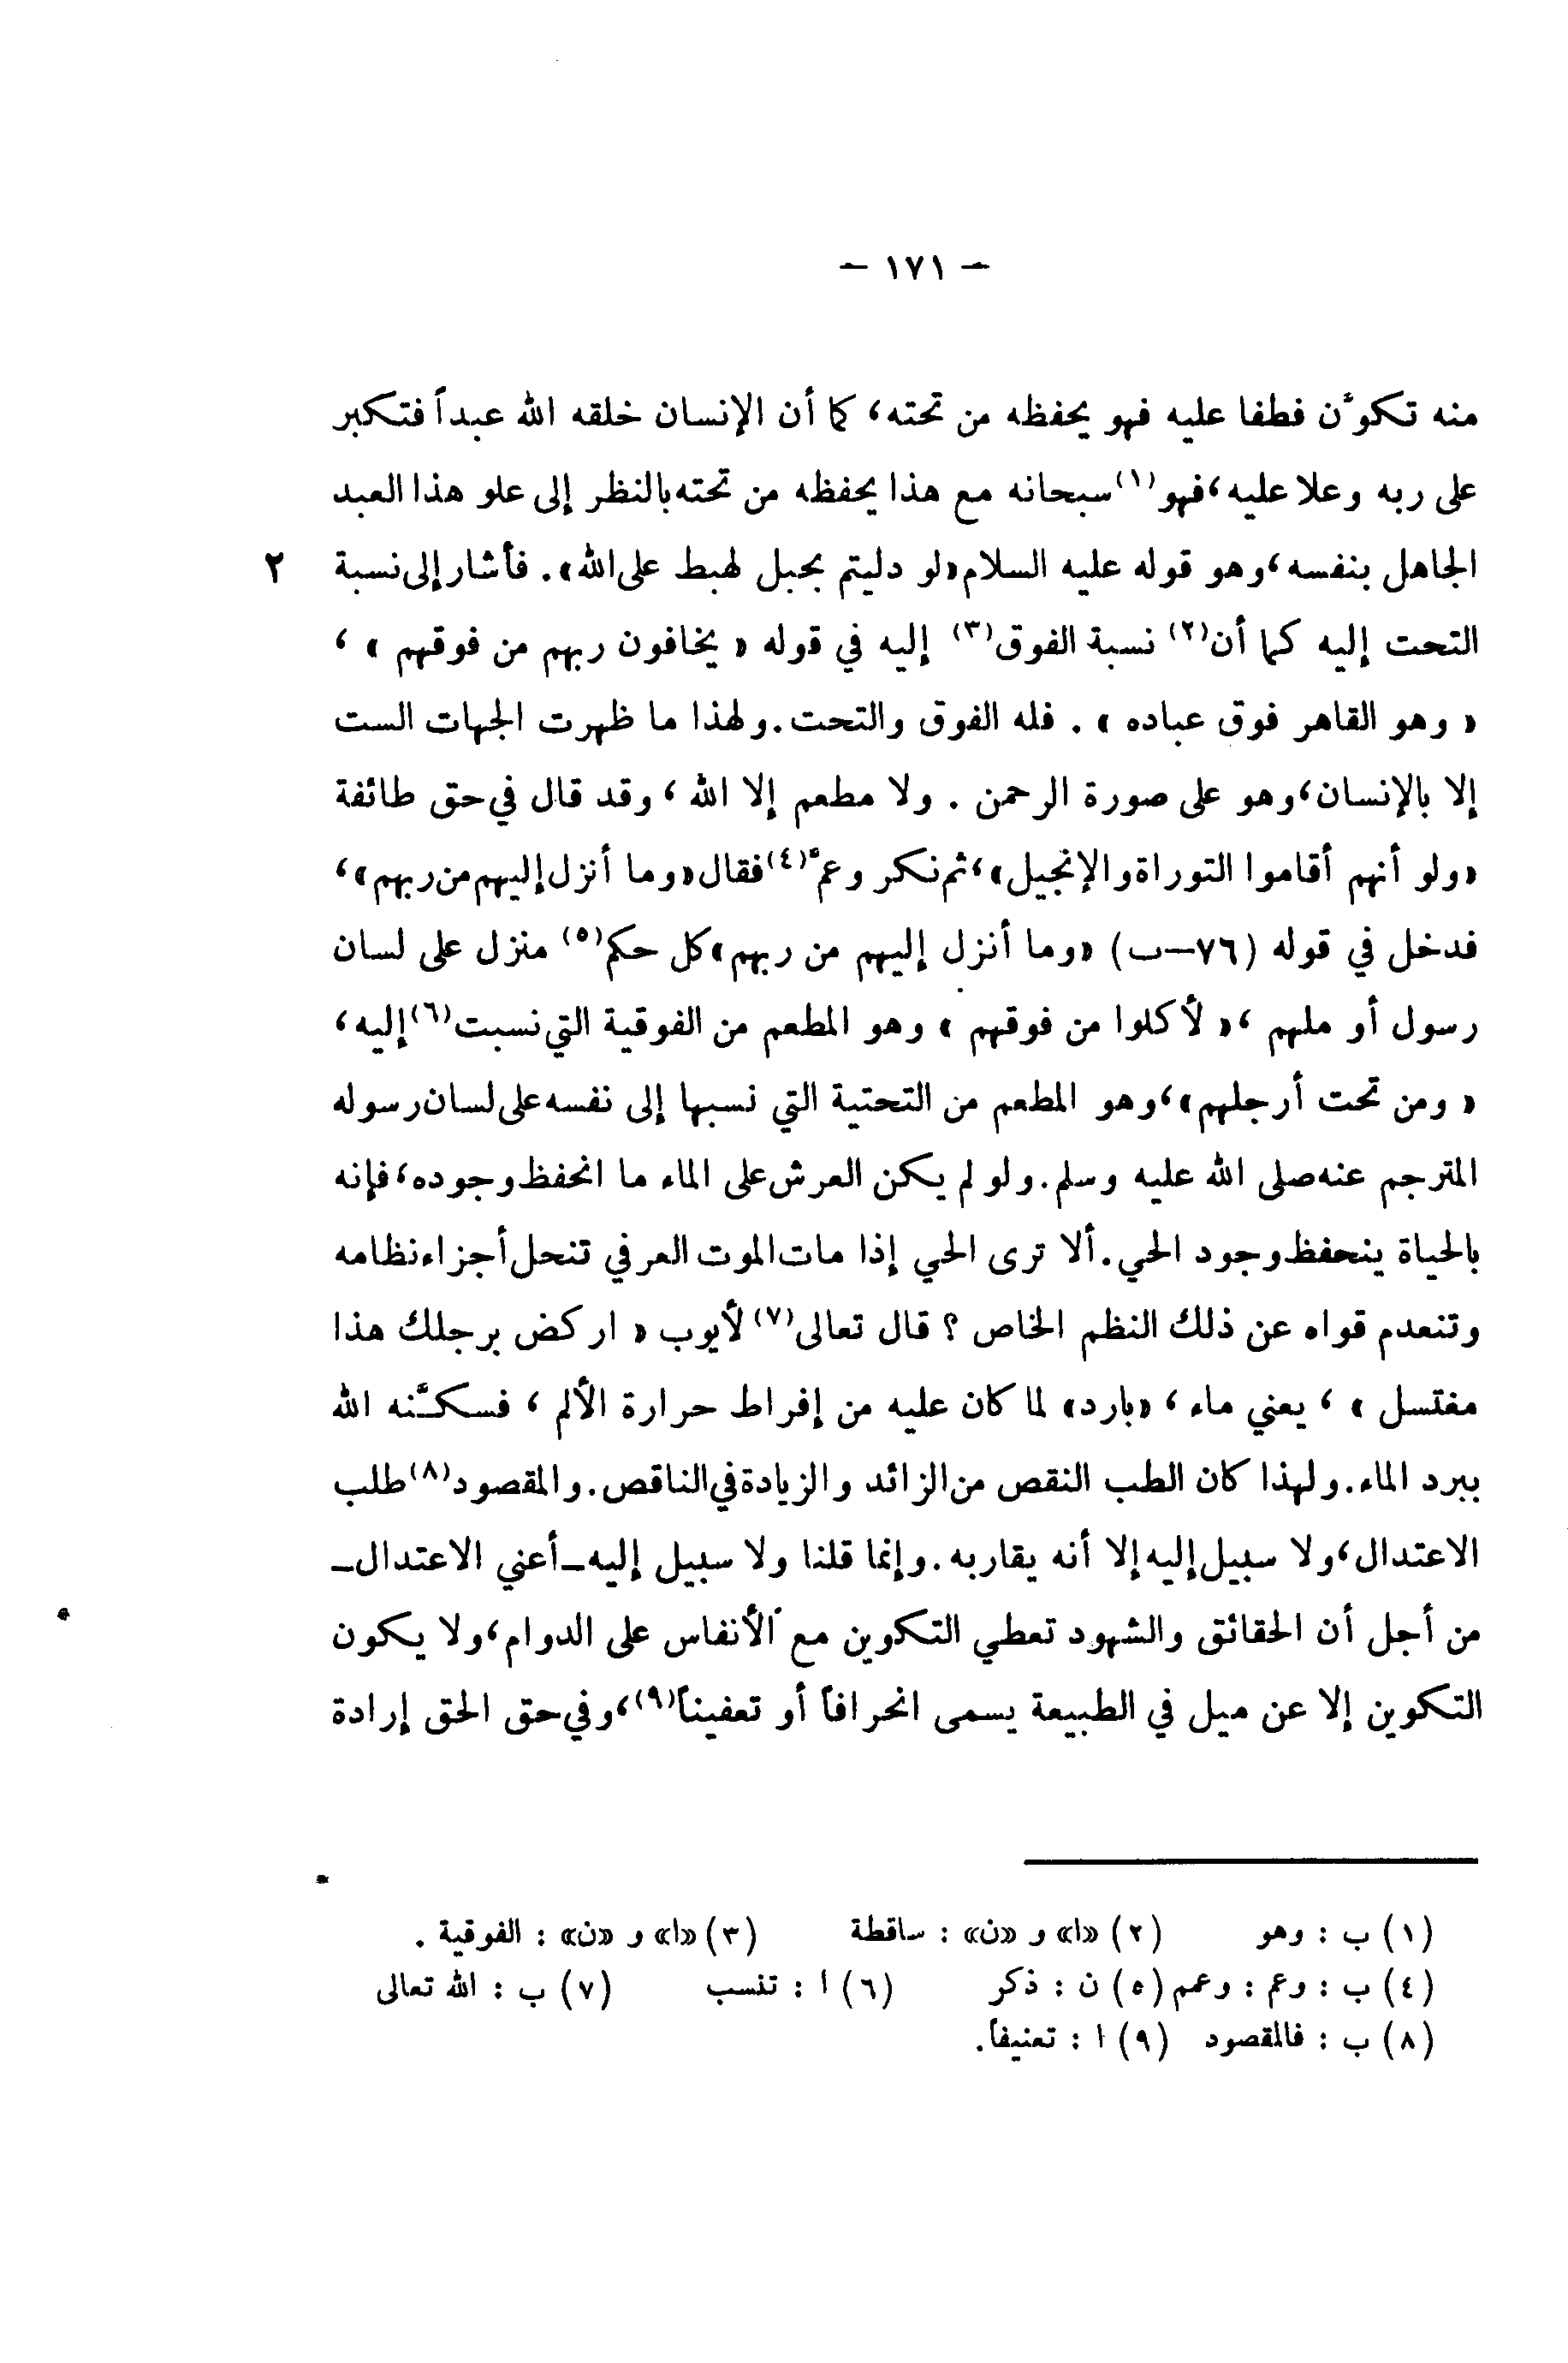 – ١٧١ –
منه تكوَّن فطفا عليه فهو يحفظه من تحته، كما أن الإنسان خلقه الله عبداً فتكبر
على ربه وعلا عليه، فهو(١) سبحانه مع هذا يحفظه من تحته بالنظر إلى علو هذا العبد
الجاهل بنفسه، وهو قوله عليه السلام «لو دليتم بحبل لهبط على الله». فأشار إلى نسبة ٢
التحت إليه كما أن(٢) نسبة الفوق(٣) إليه في قوله « يخافون ربهم من فوقهم » ،
« وهو القاهر فوق عباده » . فله الفوق والتحت. ولهذا ما ظهرت الجهات الست
إلا بالإنسان، وهو على صورة الرحمن . ولا مطعم إلا الله ، وقد قال في حق طائفة
«ولو أنهم أقاموا التوراة والإنجيل»، ثم نكر وعمَّ(٤) فقال «وما أنزل إليهم من ربهم»،
فدخل في قوله (٧٦–ب) «وما أنزل إليهم من ربهم» كل حكم(٥) منزل على لسان
رسول أو ملهم ،« لأكلوا من فوقهم » وهو المطعم من الفوقية التي نسبت(٦) إليه،
« ومن تحت أرجلهم»، وهو المطعم من التحتية التي نسبها إلى نفسه على لسان رسوله
المترجم عنه صلى الله عليه وسلم. ولو لم يكن العرش على الماء ما انحفظ وجوده، فإنه
بالحياة ينحفظ وجود الحي. ألا ترى الحي إذا مات الموت العرفي تنحل أجزاء نظامه
وتنعدم قواه عن ذلك النظم الخاص ؟ قال تعالى(٧) لأيوب « اركض برجلك هذا
مغتسل » ، يعني ماء ، «بارد» لما كان عليه من إفراط حرارة الألم ، فسكَّنه الله
ببرد الماء. ولهذا كان الطب النقص من الزائد والزيادة في الناقص. والمقصود(٨) طلب
الاعتدال، ولا سبيل إليه إلا أنه يقاربه. وإنما قلنا ولا سبيل إليه – أعني الاعتدال –
من أجل أن الحقائق والشهود تعطي التكوين مع الأنفاس على الدوام، ولا يكون
التكوين إلا عن ميل في الطبيعة يسمى انحرافاً أو تعفيناً(٩)، وفي حق الحق إرادة
(١) ب : وهو (٢) «ا» و «ن» : ساقطة (٣) «ا» و «ن» : الفوقية .
(٤) ب : وعم : وعمم (٥) ن : ذكر (٦) ا : تنسب (٧) ب : الله تعالى
(٨) ب : فالمقصود (٩) ا : تعنيفاً.